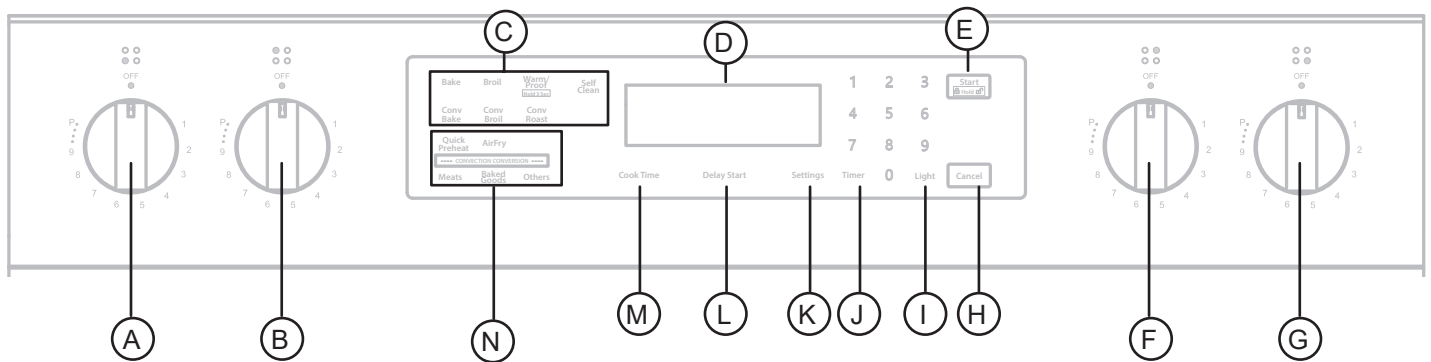 C
D
E
OFF
OFF
OFF
OFF
Bake Broil Warm/ Proof Self Clean
Hold 3 Sec
Conv Bake Conv Broil Conv Roast
Quick Preheat AirFry
CONVECTION CONVERSION
Meats Baked Goods Others
1 2 3
4 5 6
7 8 9
0
Start
Hold
Cook Time Delay Start Settings Timer Light Cancel
P 9 8 7 6 5 4 3 2 1
P 9 8 7 6 5 4 3 2 1
P 9 8 7 6 5 4 3 2 1
P 9 8 7 6 5 4 3 2 1
A B N M L K J I H F G